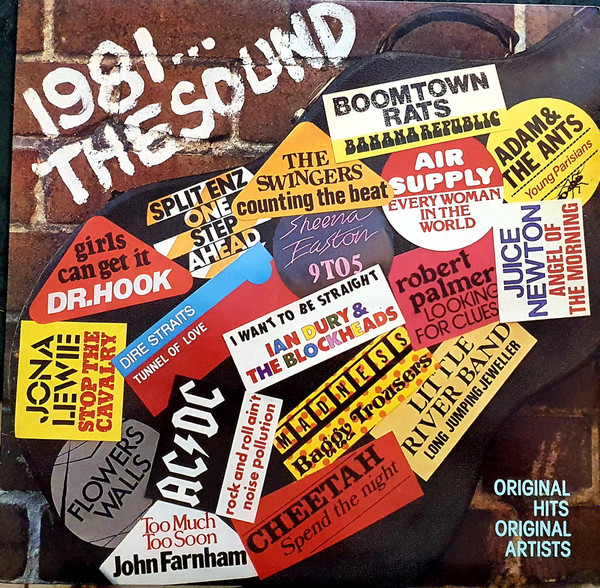 1981...
THE SOUND
BOOMTOWN
RATS
BANANA REPUBLIC
ADAM &
THE ANTS
Young Parisians
THE
SWINGERS
counting the beat
AIR
SUPPLY
EVERY WOMAN
IN THE
WORLD
SPLIT ENZ
ONE
STEP
AHEAD
Sheena
Easton
9 TO 5
JUICE
NEWTON
ANGEL OF
THE MORNING
girls
can get it
DR. HOOK
robert
palmer
LOOKING
FOR CLUES
DIRE STRAITS
TUNNEL OF LOVE
I WANT TO BE STRAIGHT
IAN DURY &
THE BLOCKHEADS
JONA
LEWIE
STOP THE
CAVALRY
MADNESS
Baggy Trousers
LITTLE
RIVER BAND
LONG JUMPING JEWELLER
AC/DC
rock and roll ain't
noise pollution
FLOWERS
WALLS
CHEETAH
Spend the night
Too Much
Too Soon
John Farnham
ORIGINAL
HITS
ORIGINAL
ARTISTS